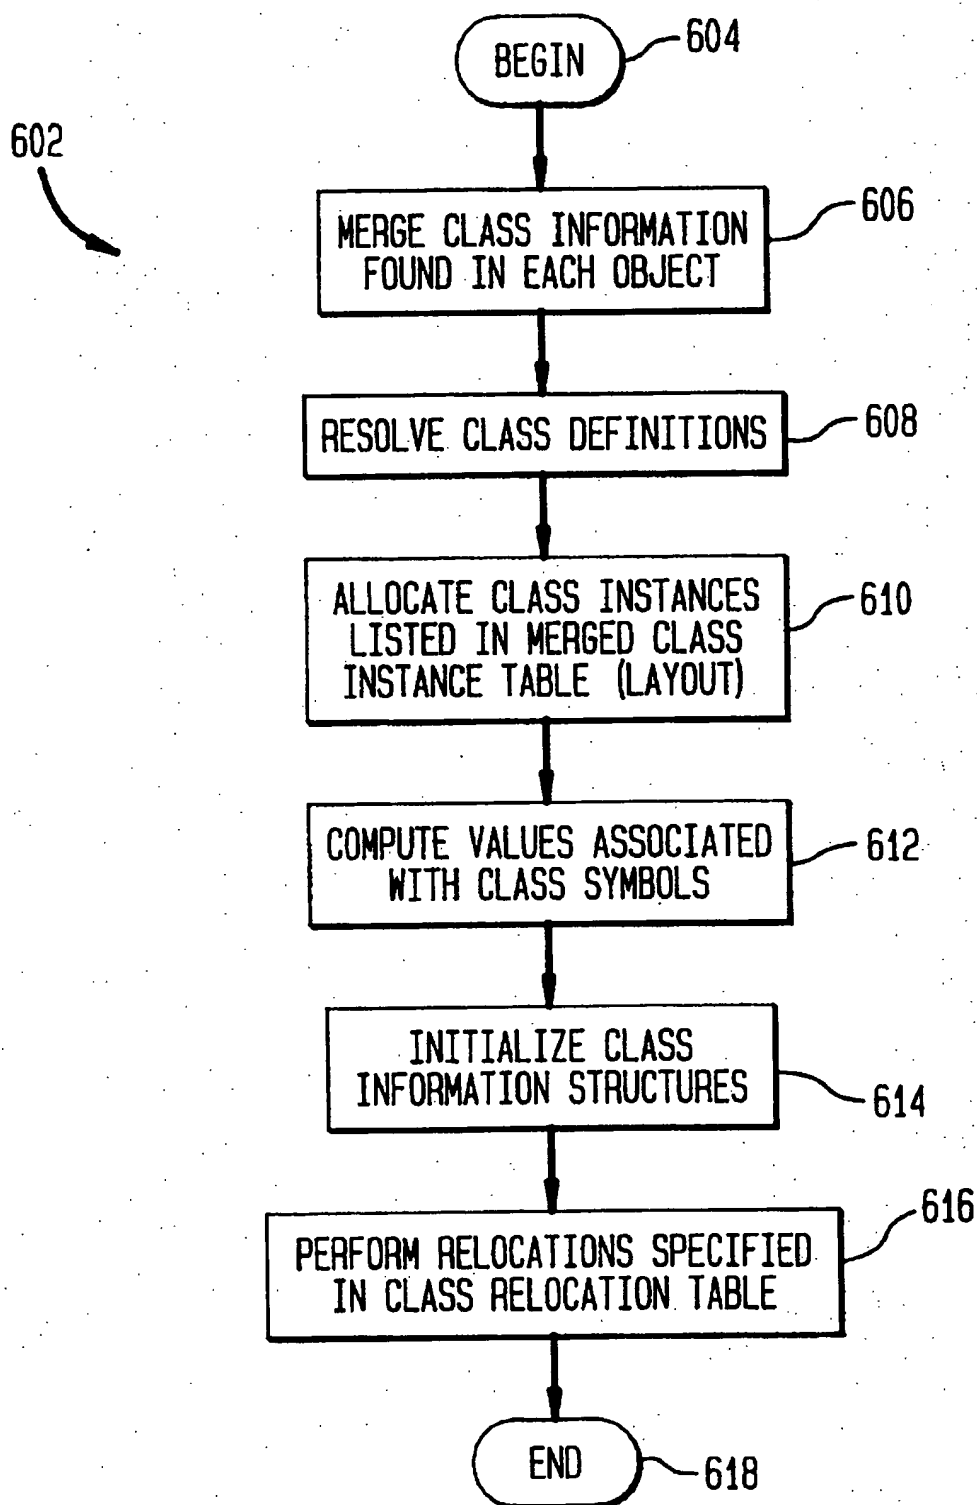 BEGIN
604
602
MERGE CLASS INFORMATION
FOUND IN EACH OBJECT
606
RESOLVE CLASS DEFINITIONS
608
ALLOCATE CLASS INSTANCES
LISTED IN MERGED CLASS
INSTANCE TABLE (LAYOUT)
610
COMPUTE VALUES ASSOCIATED
WITH CLASS SYMBOLS
612
INITIALIZE CLASS
INFORMATION STRUCTURES
614
PERFORM RELOCATIONS SPECIFIED
IN CLASS RELOCATION TABLE
616
END
618